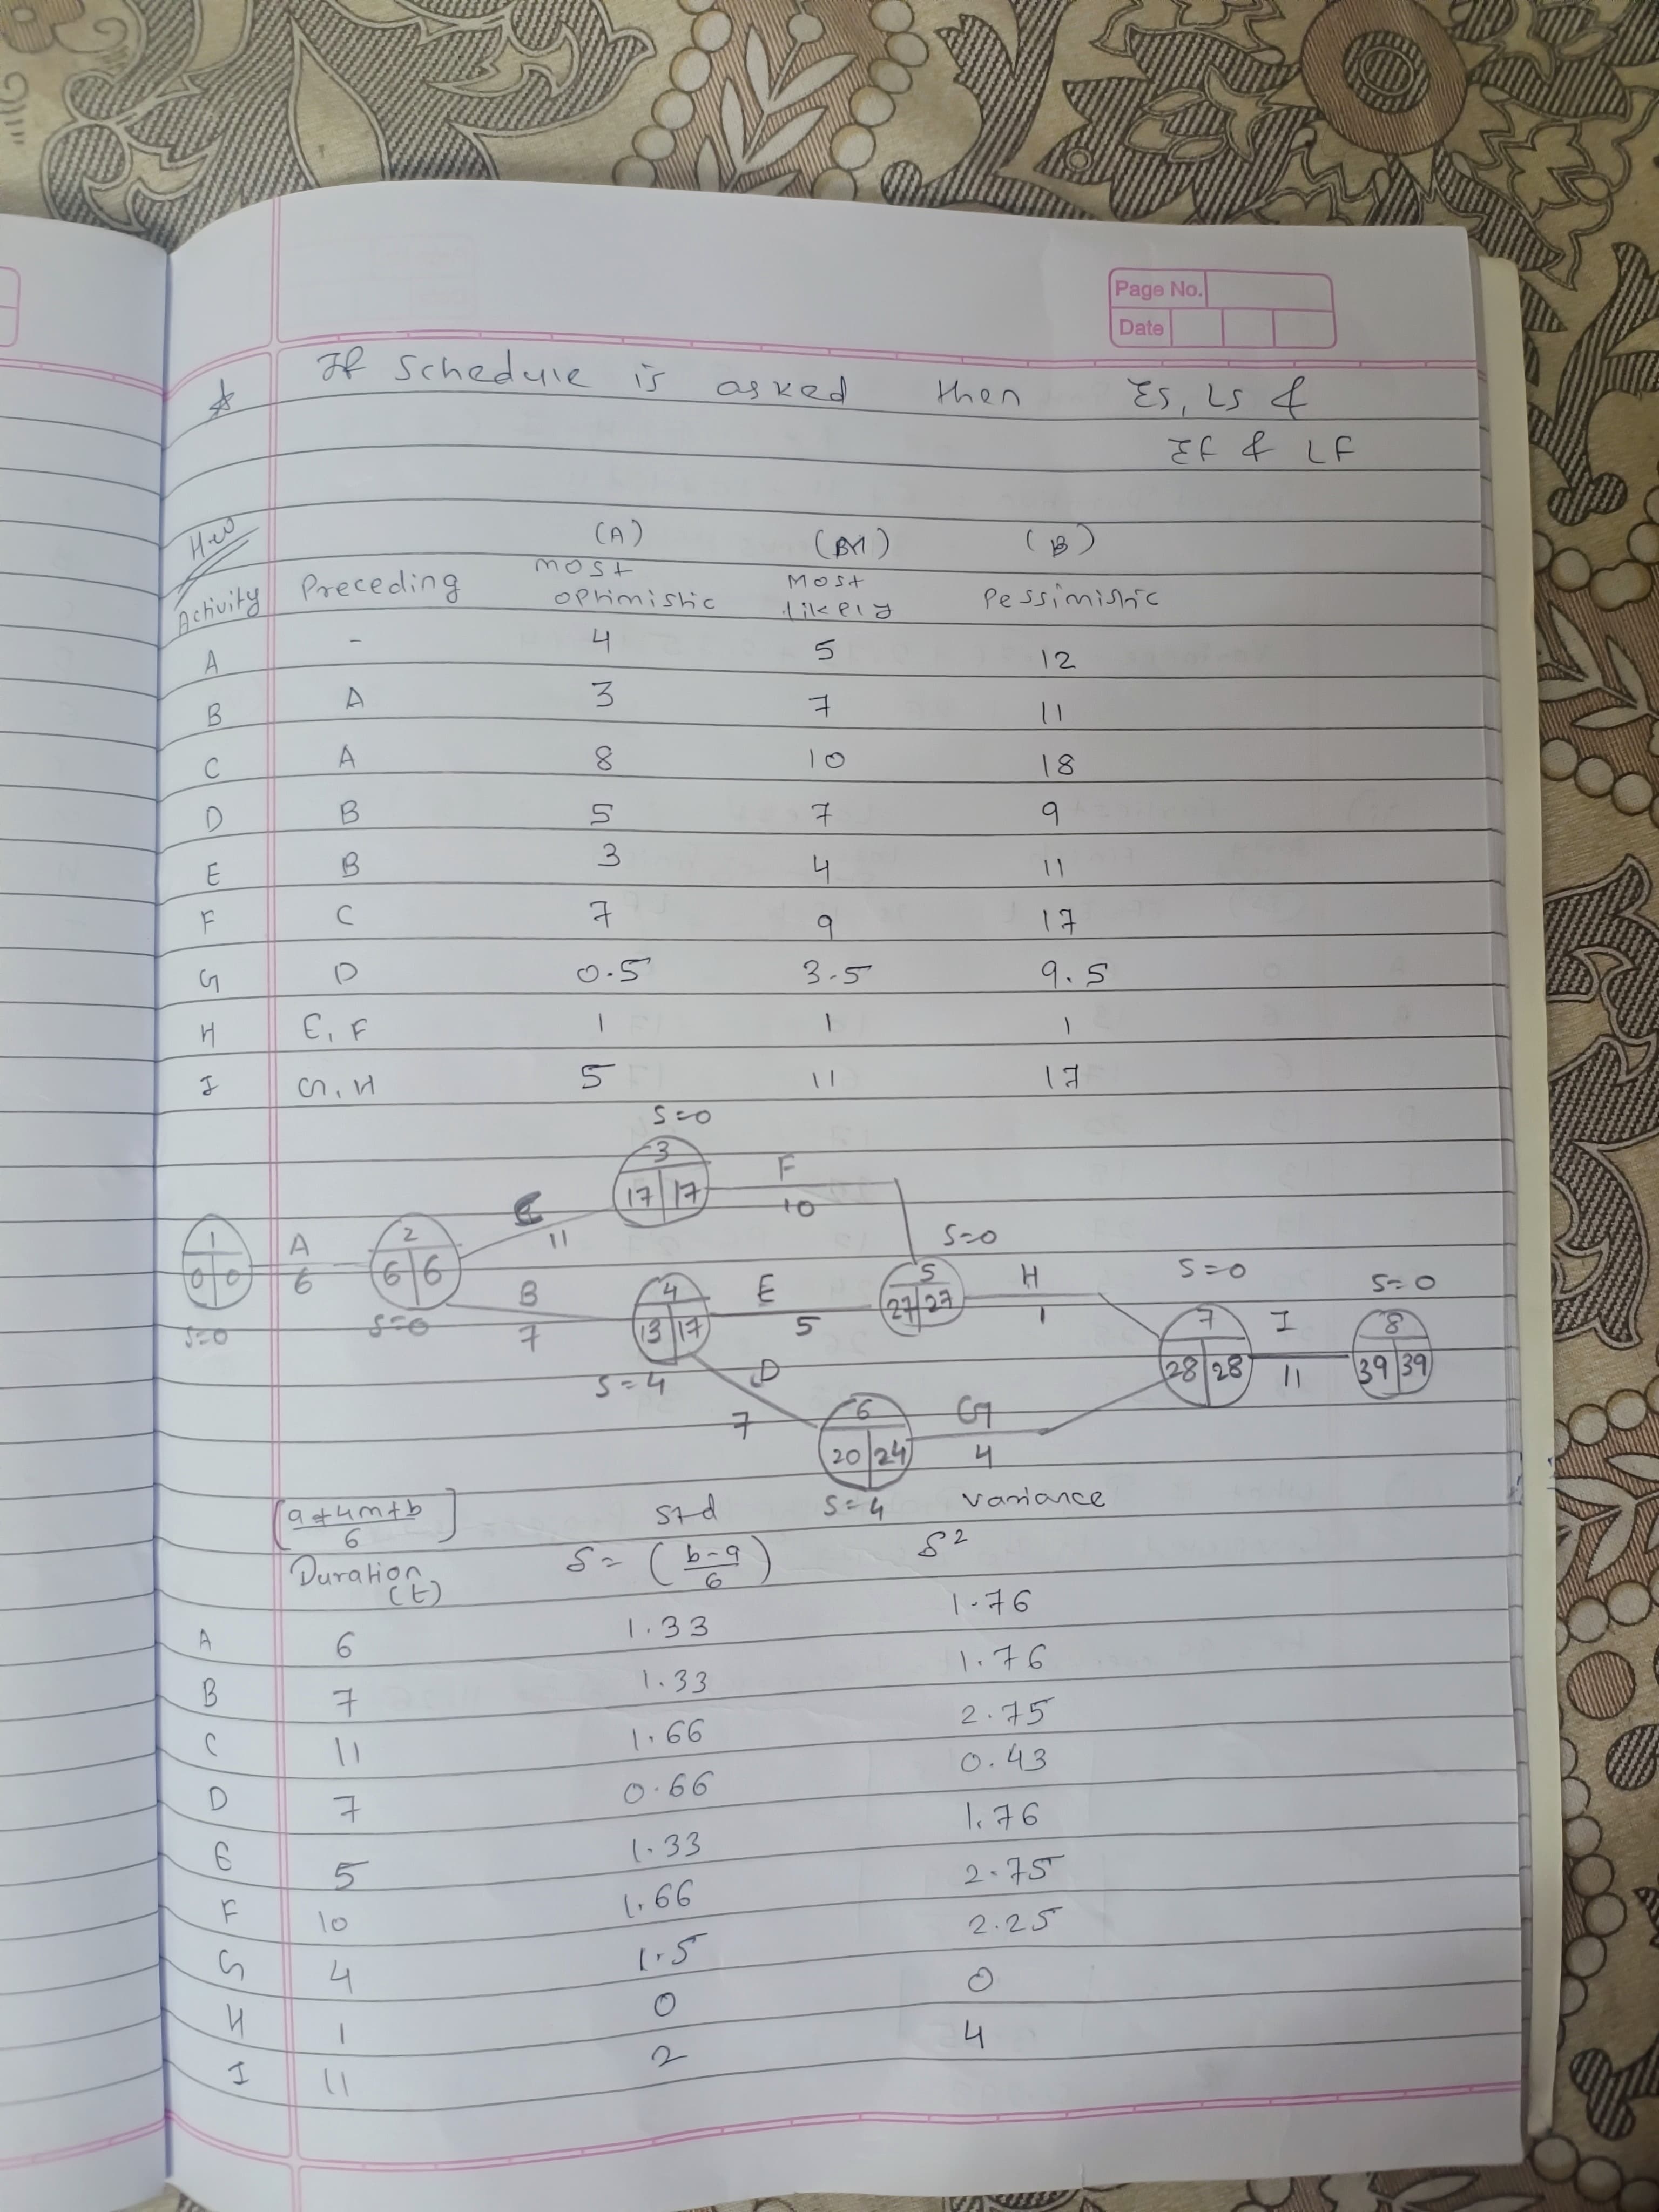 Page No.
Date
☆ If Schedule is asked then ES, LS &
EF & LF
H.W (A) (M) (B)
Activity Preceding most optimistic Most likely Pessimistic
A - 4 5 12
B A 3 7 11
C A 8 10 18
D B 5 7 9
E B 3 4 11
F C 7 9 17
G D 0.5 3.5 9.5
H E, F 1 1 1
I G, H 5 11 17
S=0
3
17 17
F
10
C
11
1
0 0
S=0
A
6
2
6 6
S=0
B
7
4
13 17
S=4
E
5
S=0
5
27 27
H
1
S=0
7
28 28
I
11
S=0
8
39 39
D
7
6
20 24
S=4
G
4
[a+4m+b/6] Std variance
Duration (t) S= (b-a/6) S²
A 6 1.33 1.76
B 7 1.33 1.76
C 11 1.66 2.75
D 7 0.66 0.43
E 5 1.33 1.76
F 10 1.66 2.75
G 4 1.5 2.25
H 1 0 0
I 11 2 4